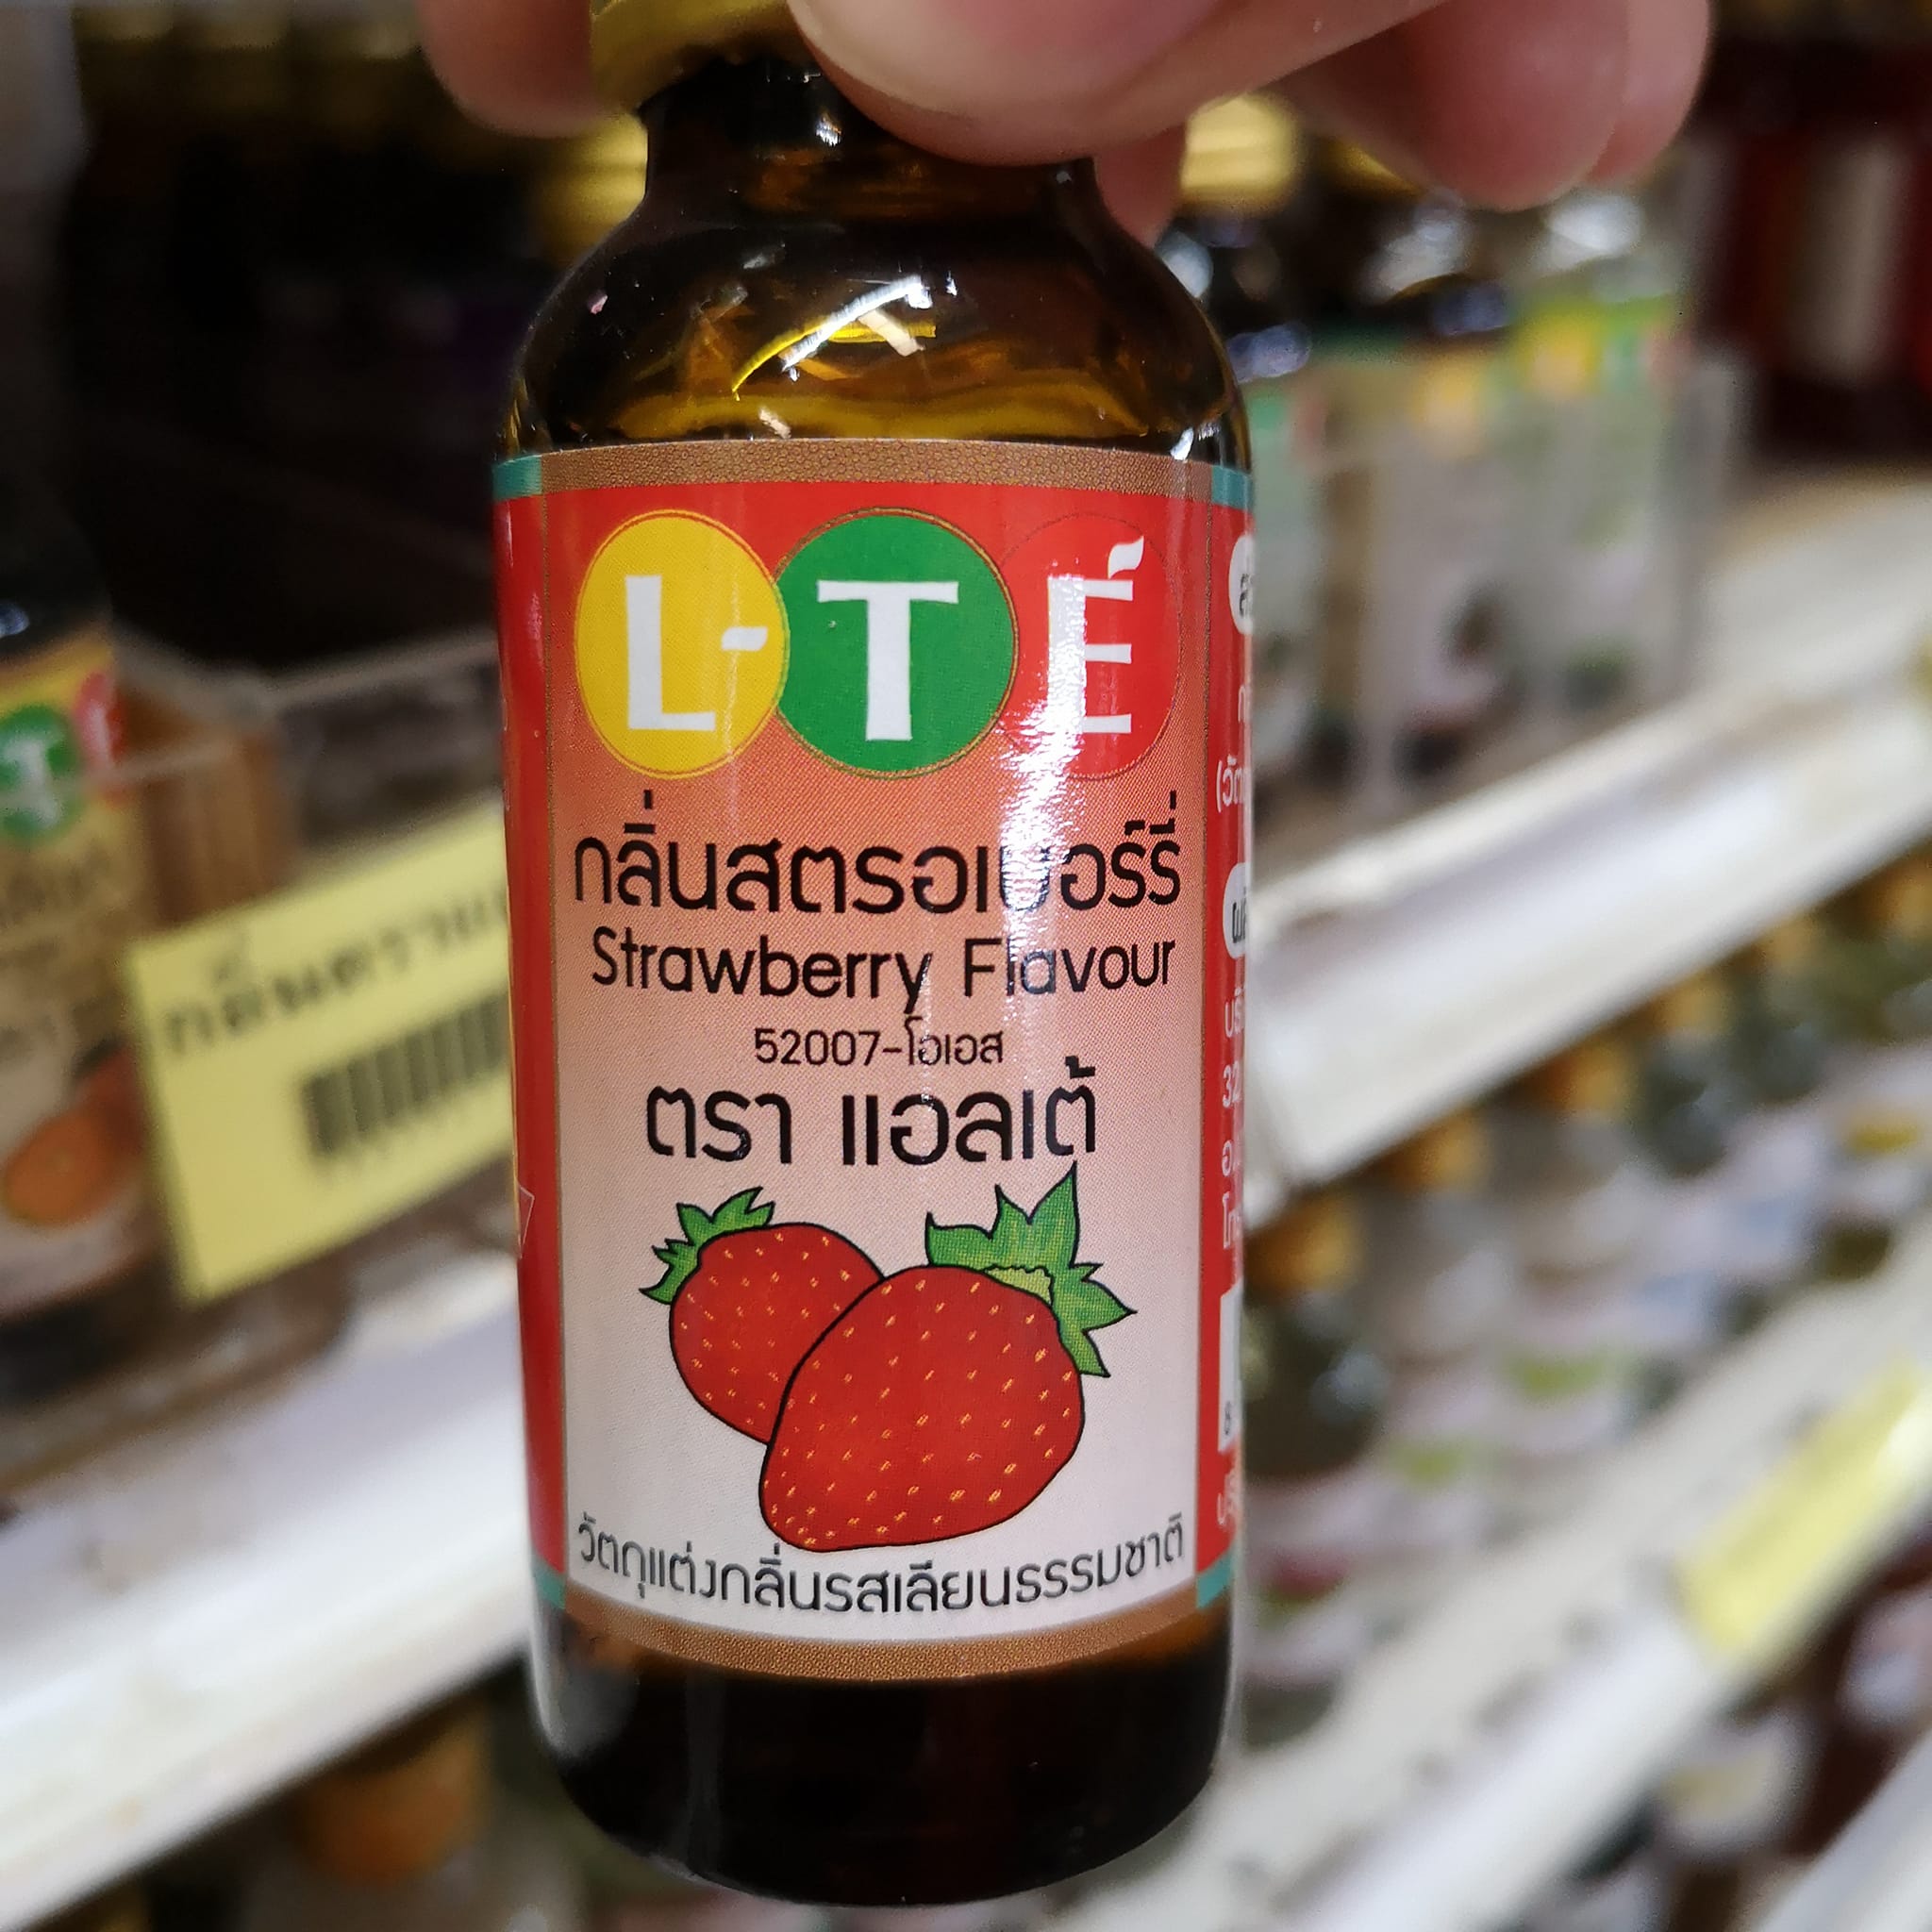 L-TÉ
กลิ่นสตรอเบอร์รี่
Strawberry Flavour
52007-โอเอส
ตรา แอลเต้
วัตถุแต่งกลิ่นรสเลียนธรรมชาติ